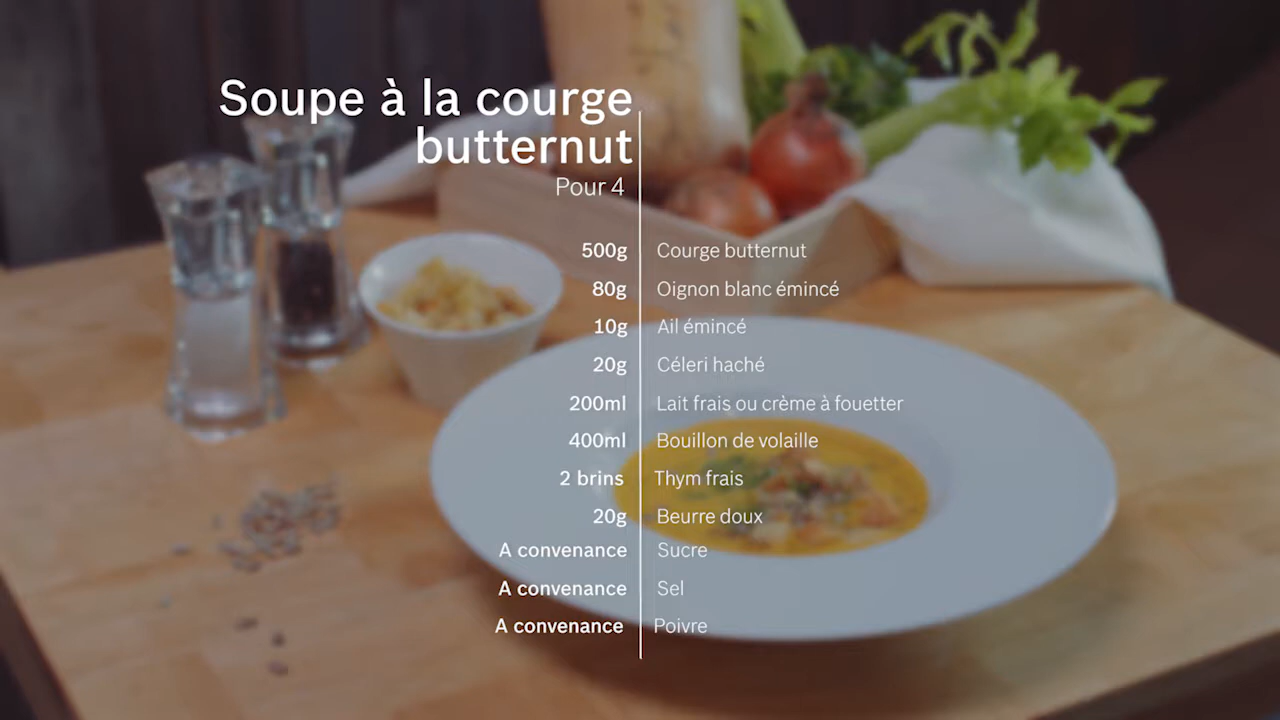 Soupe à la courge
butternut
Pour 4
500g Courge butternut
80g Oignon blanc émincé
10g Ail émincé
20g Céleri haché
200ml Lait frais ou crème à fouetter
400ml Bouillon de volaille
2 brins Thym frais
20g Beurre doux
A convenance Sucre
A convenance Sel
A convenance Poivre